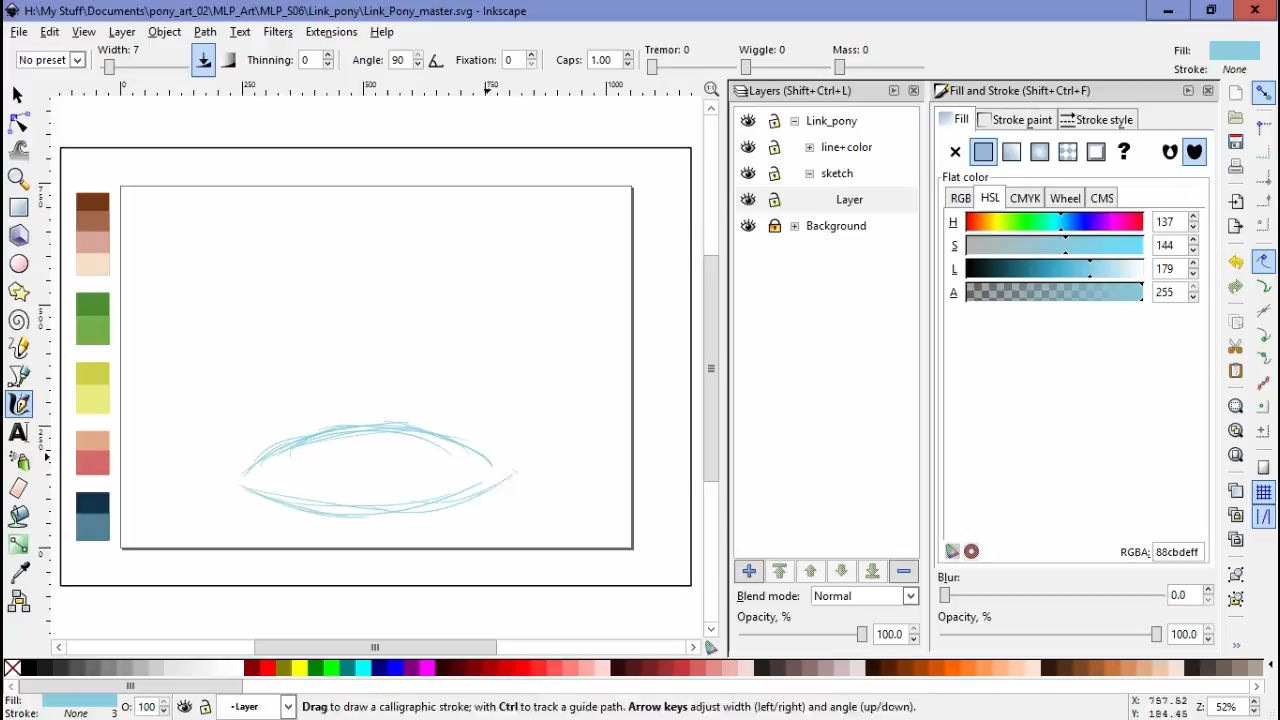 H:\My Stuff\Documents\pony_art_02\MLP_Art\MLP_S06\Link_pony\Link_Pony_master.svg - Inkscape
File Edit View Layer Object Path Text Filters Extensions Help
No preset Width: 7 Thinning: 0 Angle: 90 Fixation: 0 Caps: 1.00 Tremor: 0 Wiggle: 0 Mass: 0 Fill:
Stroke: None
0 250 500 750 1000
Layers (Shift+Ctrl+L) Fill and Stroke (Shift+Ctrl+F)
Link_pony
line+color
sketch
Layer
Background
Fill Stroke paint Stroke style
Flat color
RGB HSL CMYK Wheel CMS
H 137
S 144
L 179
A 255
RGBA: 88cbdeff
Blur:
0.0
Blend mode: Normal
Opacity, % Opacity, %
100.0 100.0
Fill:
Stroke: None 3
O: 100
Layer
Drag to draw a calligraphic stroke; with Ctrl to track a guide path. Arrow keys adjust width (left/right) and angle (up/down).
X: 757.52
Y: 184.45
Z: 52%